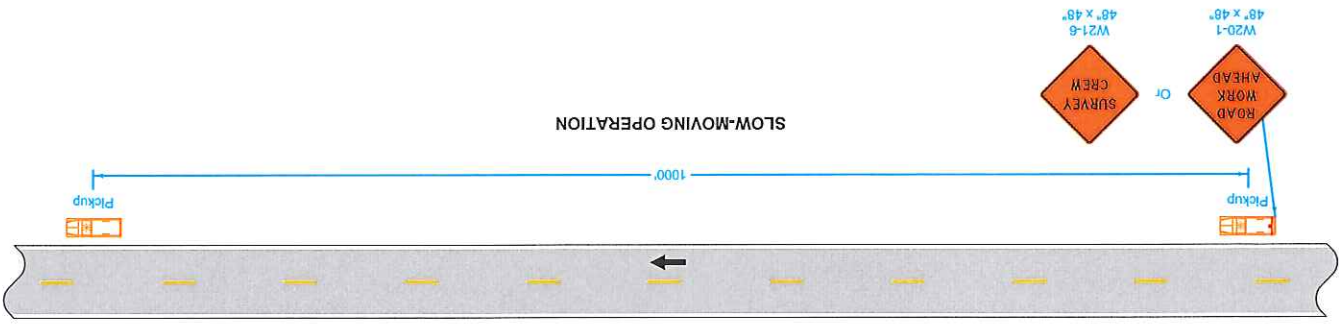 Pickup
Pickup
1000'
SLOW-MOVING OPERATION
ROAD
WORK
AHEAD
W20-1
48" x 48"
Or
SURVEY
CREW
W21-6
48" x 48"